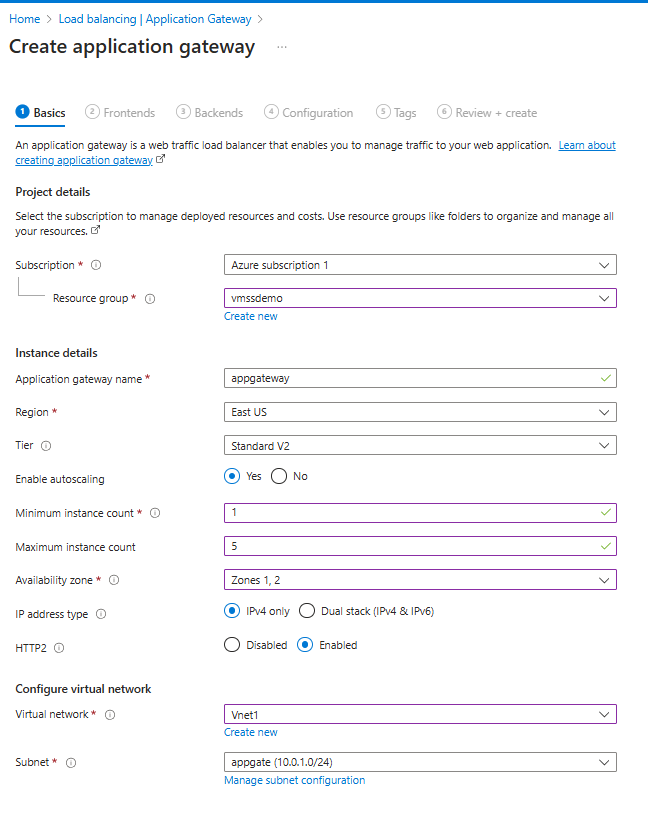 Home > Load balancing | Application Gateway >
Create application gateway ...
1 Basics 2 Frontends 3 Backends 4 Configuration 5 Tags 6 Review + create
An application gateway is a web traffic load balancer that enables you to manage traffic to your web application. Learn about
creating application gateway
Project details
Select the subscription to manage deployed resources and costs. Use resource groups like folders to organize and manage all
your resources.
Subscription * Azure subscription 1
Resource group * vmssdemo
Create new
Instance details
Application gateway name * appgateway
Region * East US
Tier Standard V2
Enable autoscaling Yes No
Minimum instance count * 1
Maximum instance count 5
Availability zone * Zones 1, 2
IP address type IPv4 only Dual stack (IPv4 & IPv6)
HTTP2 Disabled Enabled
Configure virtual network
Virtual network * Vnet1
Create new
Subnet * appgate (10.0.1.0/24)
Manage subnet configuration